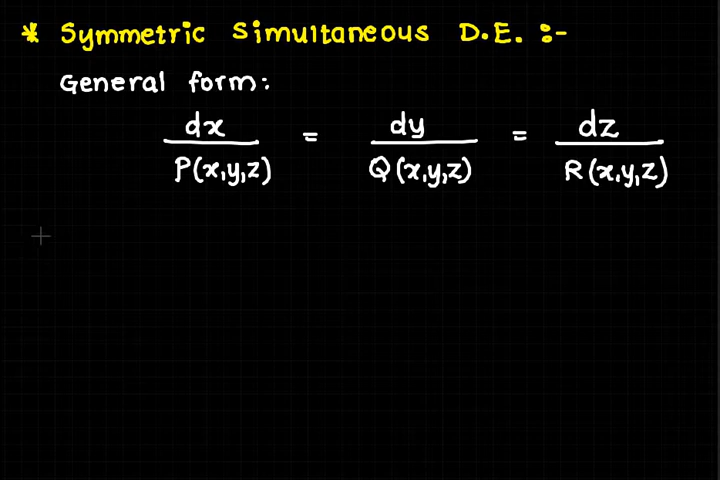 * Symmetric Simultaneous D.E. :-
General form:
dx/P(x,y,z) = dy/Q(x,y,z) = dz/R(x,y,z)